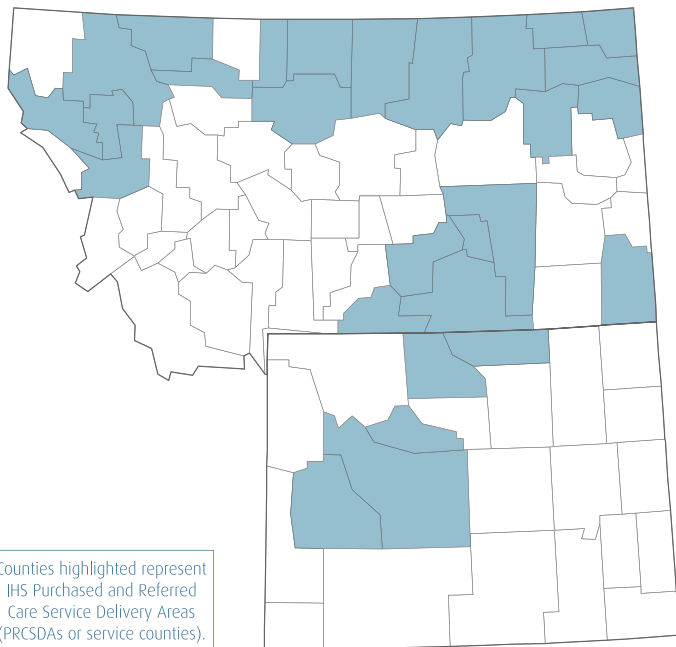 Counties highlighted represent
IHS Purchased and Referred
Care Service Delivery Areas
(PRCSDAs or service counties).